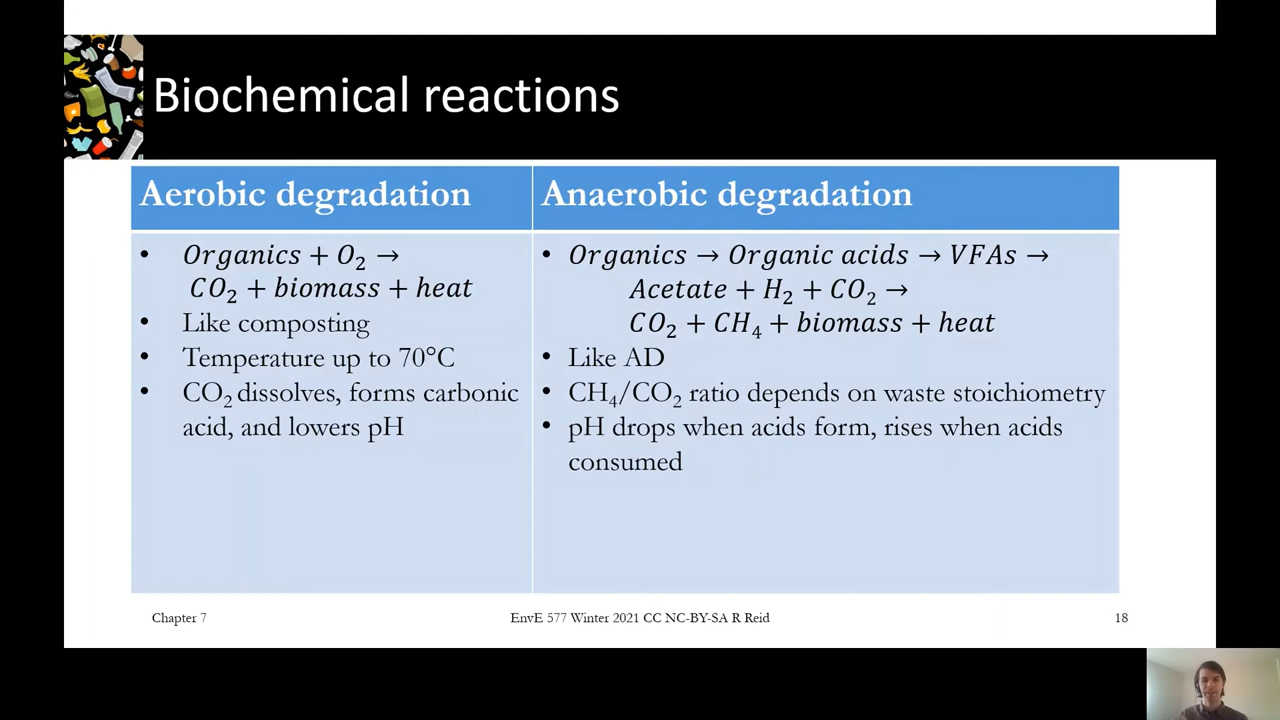 Biochemical reactions
Aerobic degradation
• Organics + O₂ →
CO₂ + biomass + heat
• Like composting
• Temperature up to 70°C
• CO₂ dissolves, forms carbonic
acid, and lowers pH
Anaerobic degradation
• Organics → Organic acids → VFAs →
Acetate + H₂ + CO₂ →
CO₂ + CH₄ + biomass + heat
• Like AD
• CH₄/CO₂ ratio depends on waste stoichiometry
• pH drops when acids form, rises when acids
consumed
Chapter 7
EnvE 577 Winter 2021 CC NC-BY-SA R Reid
18